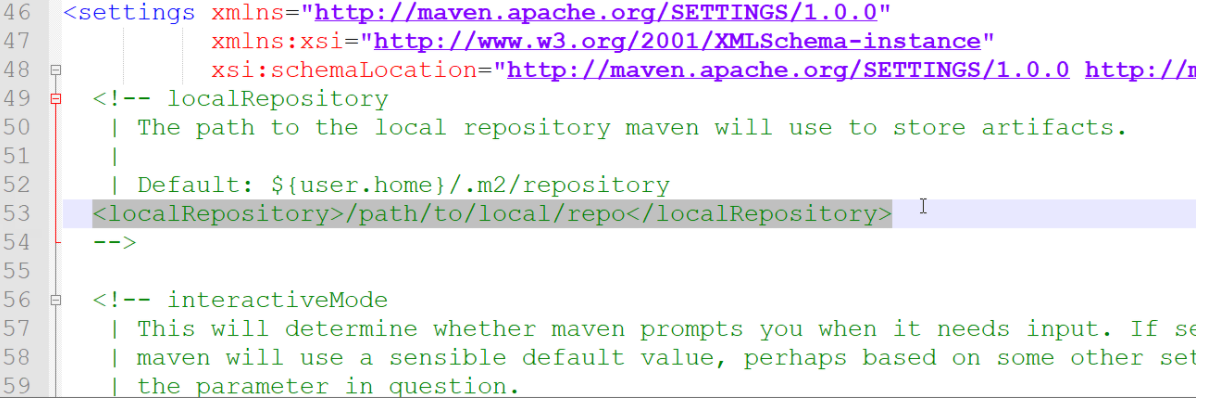 46 <settings xmlns="http://maven.apache.org/SETTINGS/1.0.0"
47 xmlns:xsi="http://www.w3.org/2001/XMLSchema-instance"
48 xsi:schemaLocation="http://maven.apache.org/SETTINGS/1.0.0 http://m
49 <!-- localRepository
50 | The path to the local repository maven will use to store artifacts.
51 |
52 | Default: ${user.home}/.m2/repository
53 <localRepository>/path/to/local/repo</localRepository>
54 -->
55
56 <!-- interactiveMode
57 | This will determine whether maven prompts you when it needs input. If se
58 | maven will use a sensible default value, perhaps based on some other set
59 | the parameter in question.